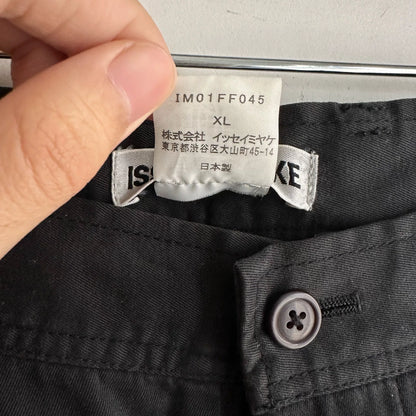 IM01FF045
XL
株式会社 イッセイミヤケ
東京都渋谷区大山町45-14
日本製
ISS KE